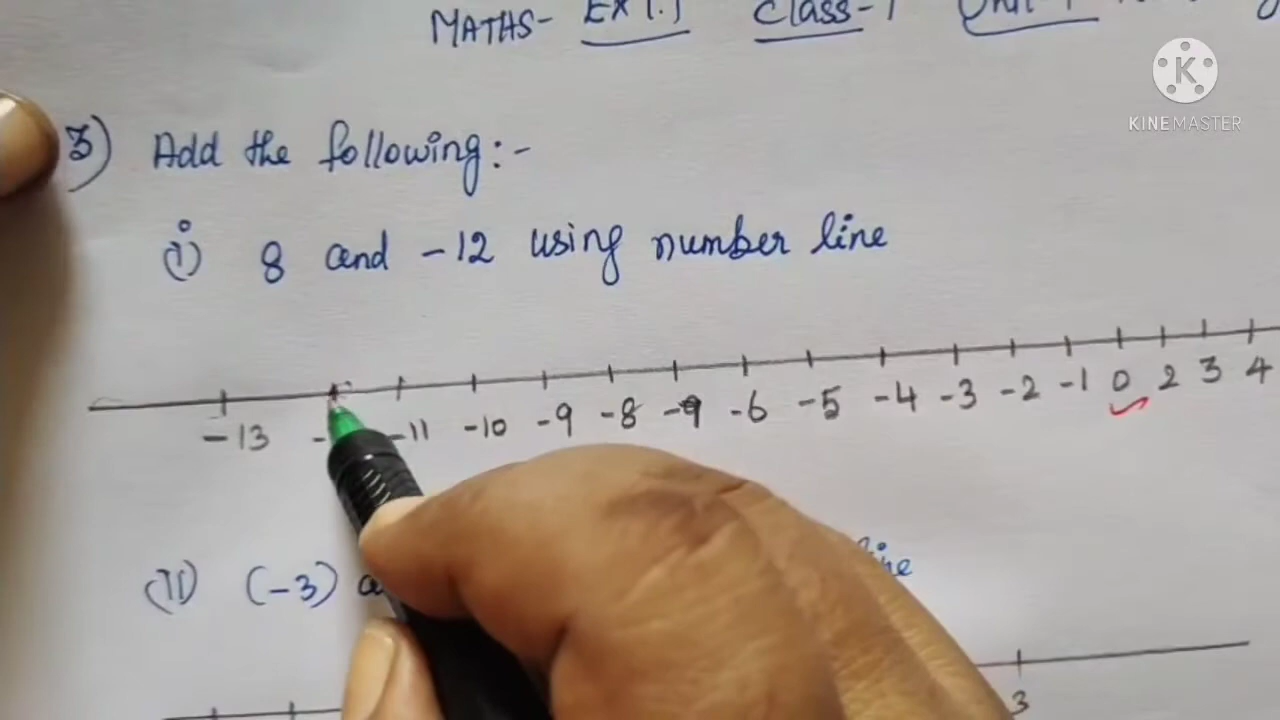 MATHS- EX 1.1 Class-7
KINEMASTER
3) Add the following:-
(i) 8 and -12 using number line
-13 -11 -10 -9 -8 -9 -6 -5 -4 -3 -2 -1 0 2 3 4
(II) (-3)
3